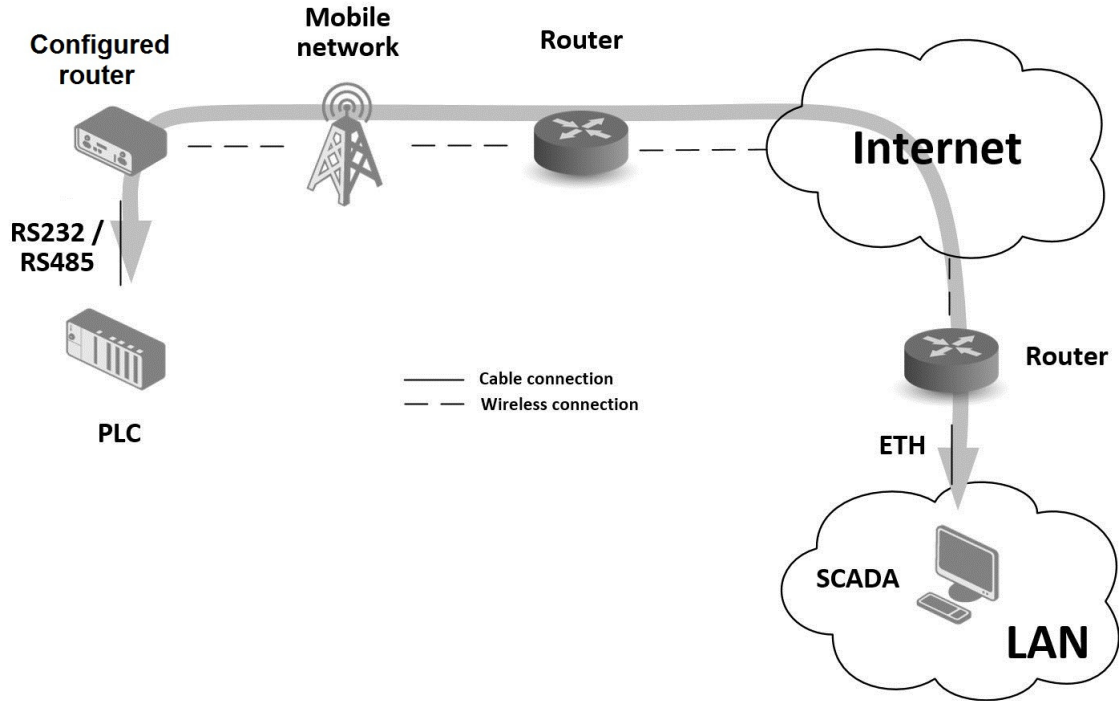 Configured
router
Mobile
network
Router
Internet
RS232 /
RS485
PLC
Cable connection
Wireless connection
Router
ETH
SCADA
LAN